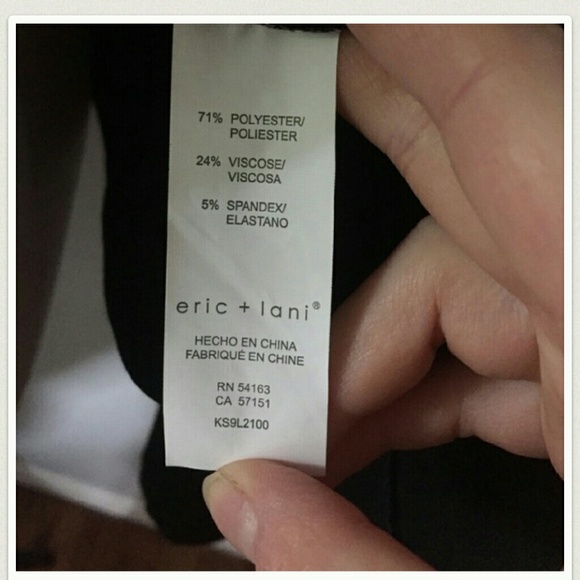 71% POLYESTER/
POLIESTER
24% VISCOSE/
VISCOSA
5% SPANDEX/
ELASTANO
eric + lani®
HECHO EN CHINA
FABRIQUÉ EN CHINE
RN 54163
CA 57151
KS9L2100